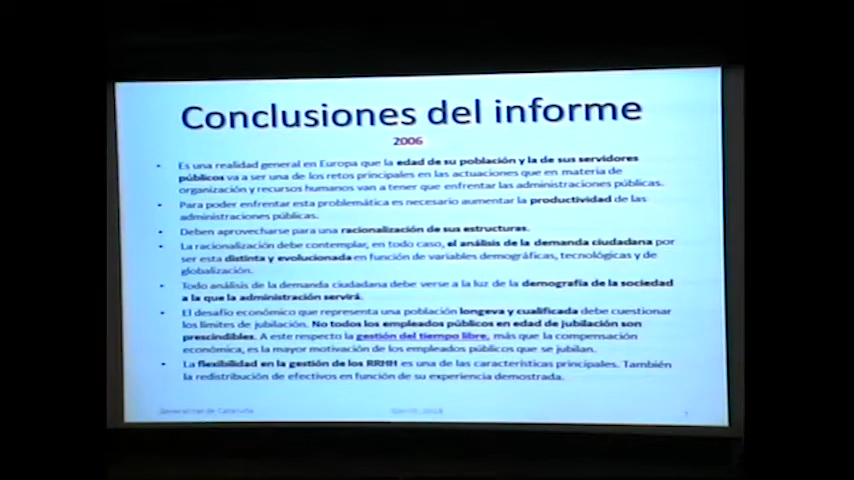 Conclusiones del informe
2006
• Es una realidad general en Europa que la edad de su población y la de sus servidores
públicos va a ser una de los retos principales en las actuaciones que en materia de
organización y recursos humanos van a tener que enfrentar las administraciones públicas.
• Para poder enfrentar esta problemática es necesario aumentar la productividad de las
administraciones públicas.
• Deben aprovecharse para una racionalización de sus estructuras.
• La racionalización debe contemplar, en todo caso, el análisis de la demanda ciudadana por
ser esta distinta y evolucionada en función de variables demográficas, tecnológicas y de
globalización.
• Todo análisis de la demanda ciudadana debe verse a la luz de la demografía de la sociedad
a la que la administración servirá.
• El desafío económico que representa una población longeva y cualificada debe cuestionar
los límites de jubilación. No todos los empleados públicos en edad de jubilación son
prescindibles. A este respecto la gestión del tiempo libre, más que la compensación
económica, es la mayor motivación de los empleados públicos que se jubilan.
• La flexibilidad en la gestión de los RRHH es una de las características principales. También
la redistribución de efectivos en función de su experiencia demostrada.
Generalitat de Cataluña